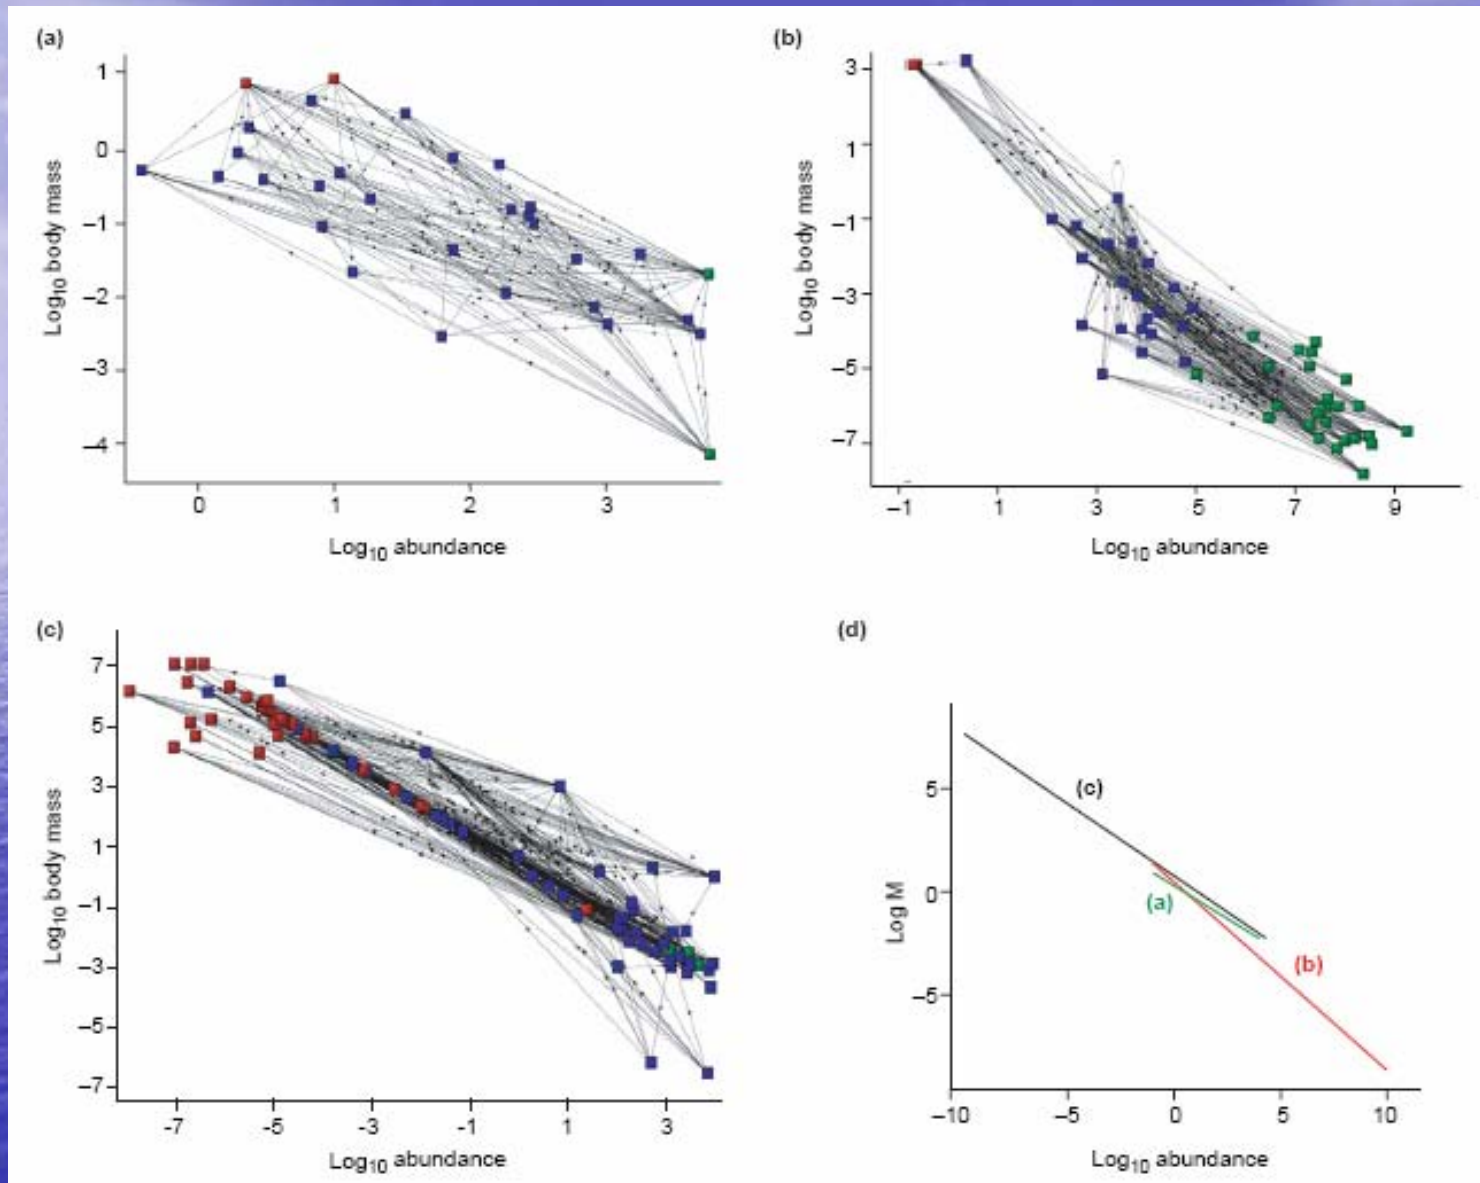 (a)
1
0
–1
–2
–3
–4
Log10 body mass
0 1 2 3
Log10 abundance
(b)
3
1
–1
–3
–5
–7
Log10 body mass
–1 1 3 5 7 9
Log10 abundance
(c)
7
5
3
1
–1
–3
–5
–7
Log10 body mass
-7 -5 -3 -1 1 3
Log10 abundance
(d)
5
0
–5
Log M
(c)
(a)
(b)
–10 –5 0 5 10
Log10 abundance